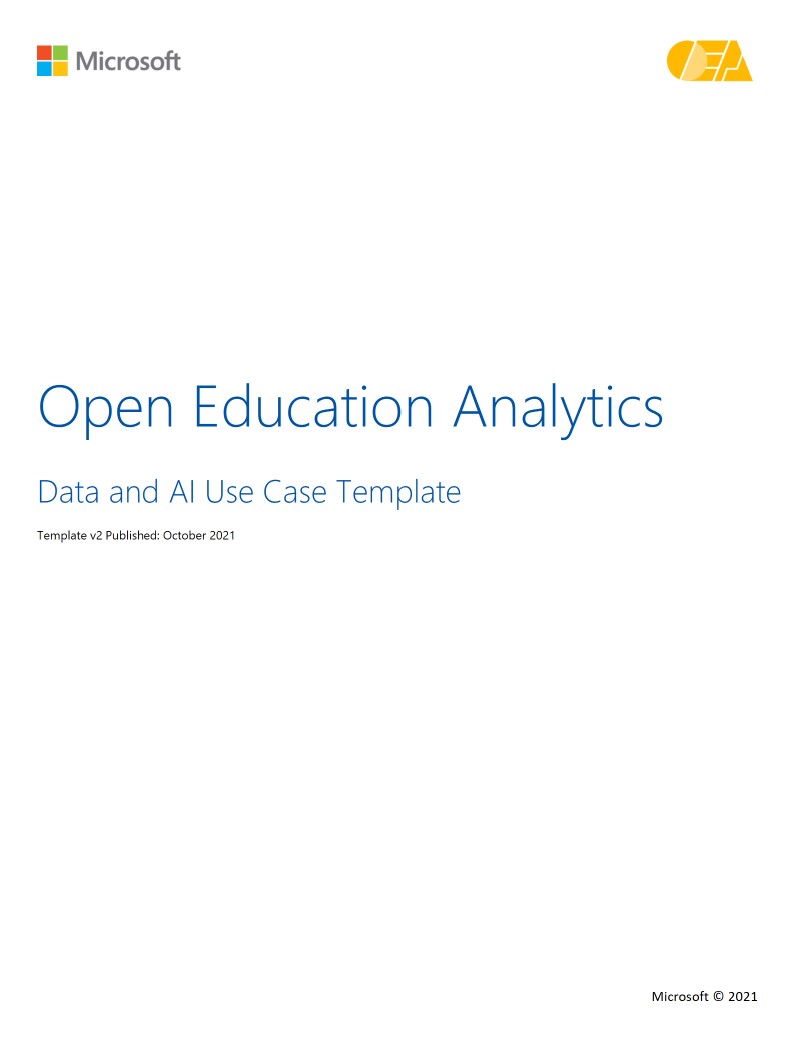 Microsoft
OEA
Open Education Analytics
Data and AI Use Case Template
Template v2 Published: October 2021
Microsoft © 2021